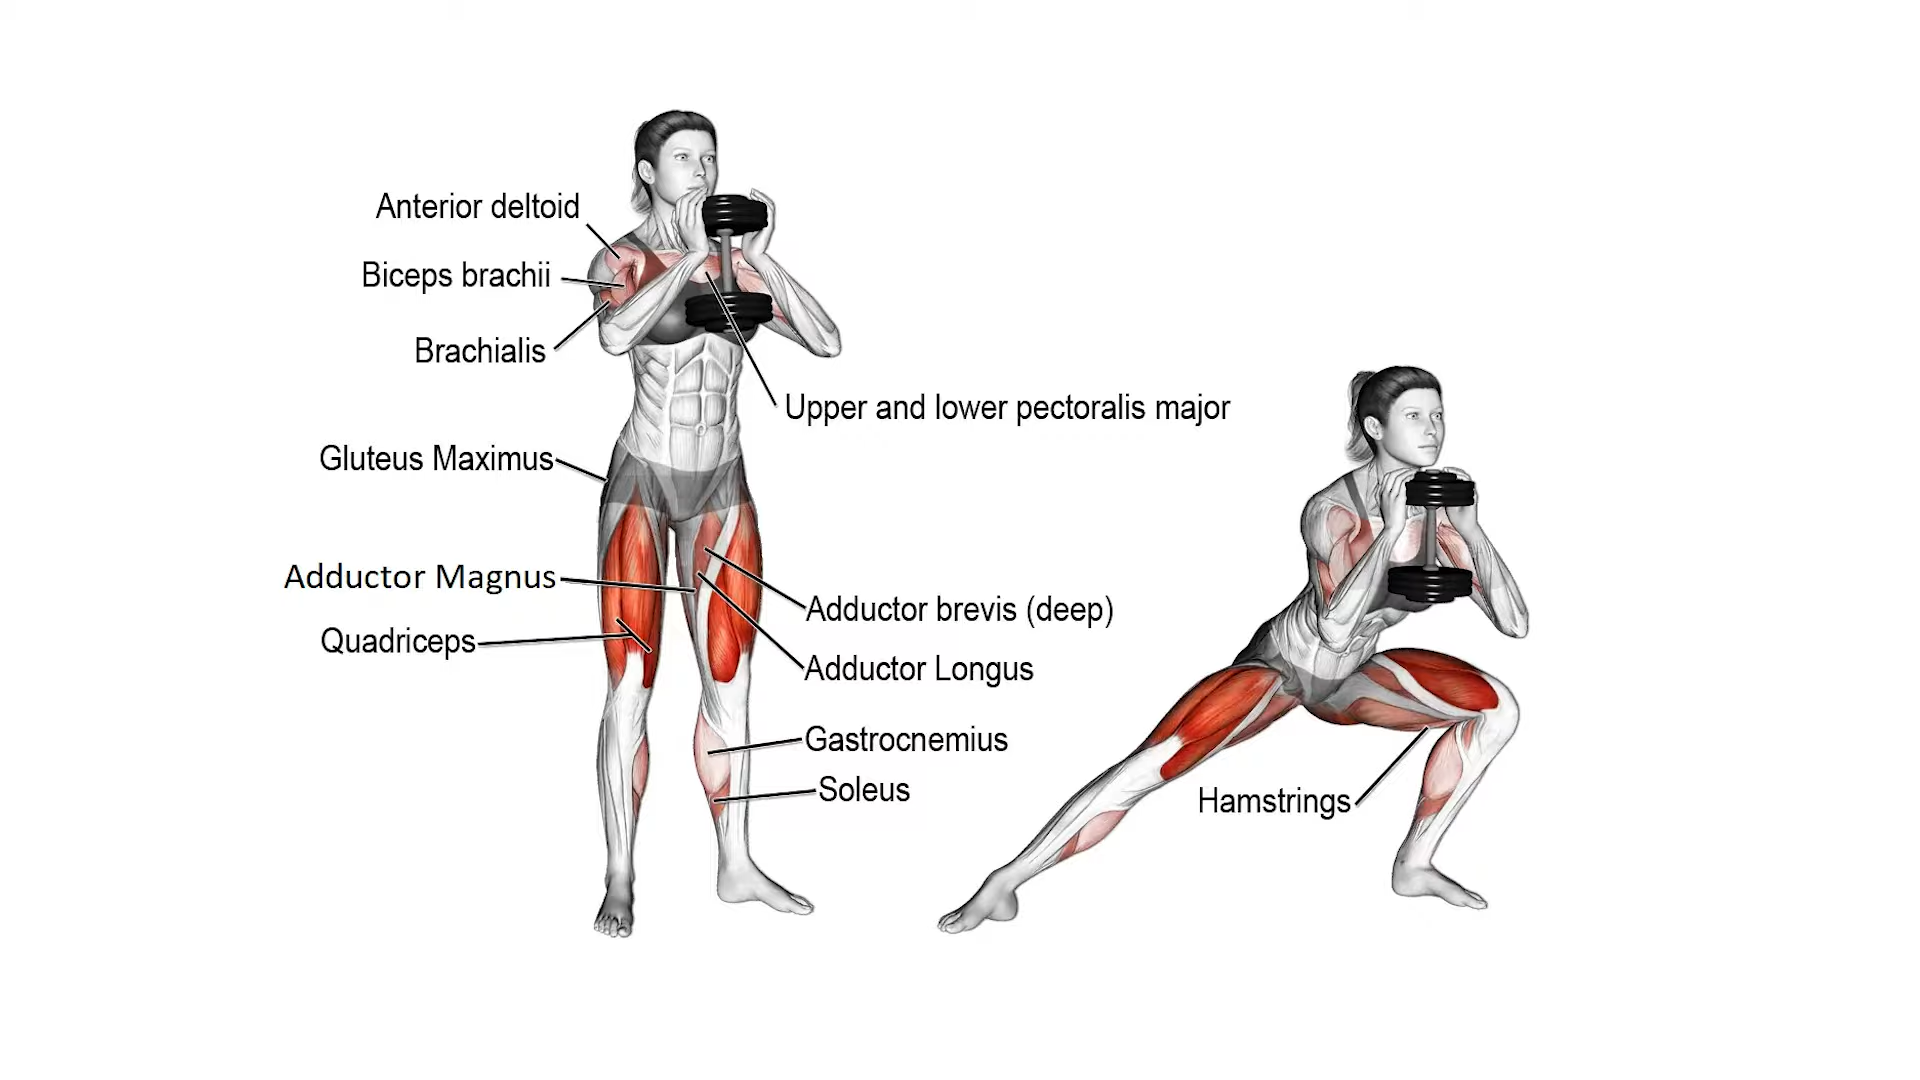 Anterior deltoid
Biceps brachii
Brachialis
Upper and lower pectoralis major
Gluteus Maximus
Adductor Magnus
Quadriceps
Adductor brevis (deep)
Adductor Longus
Gastrocnemius
Soleus
Hamstrings